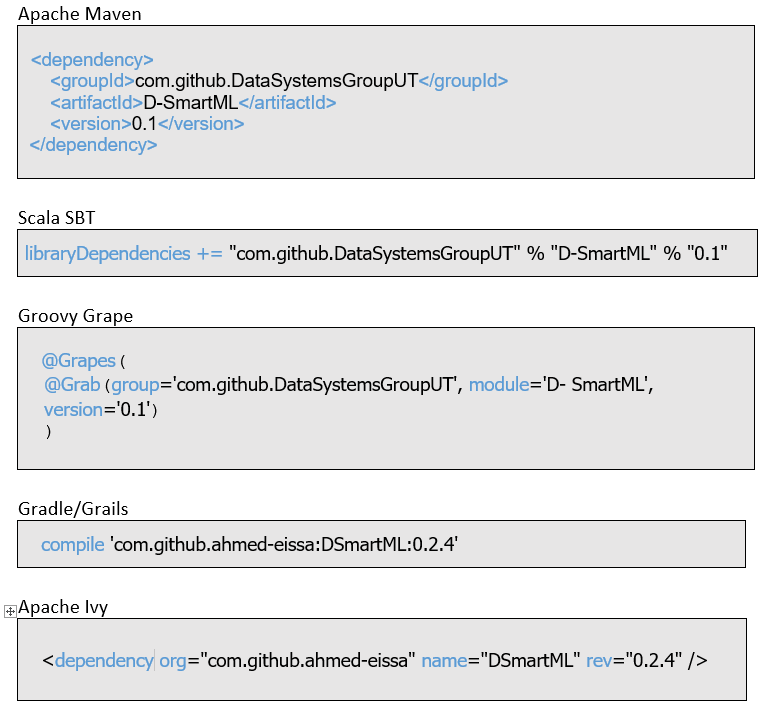 Apache Maven
<dependency>
<groupId>com.github.DataSystemsGroupUT</groupId>
<artifactId>D-SmartML</artifactId>
<version>0.1</version>
</dependency>
Scala SBT
libraryDependencies += "com.github.DataSystemsGroupUT" % "D-SmartML" % "0.1"
Groovy Grape
@Grapes(
@Grab(group='com.github.DataSystemsGroupUT', module='D- SmartML',
version='0.1')
)
Gradle/Grails
compile 'com.github.ahmed-eissa:DSmartML:0.2.4'
Apache Ivy
<dependency org="com.github.ahmed-eissa" name="DSmartML" rev="0.2.4" />